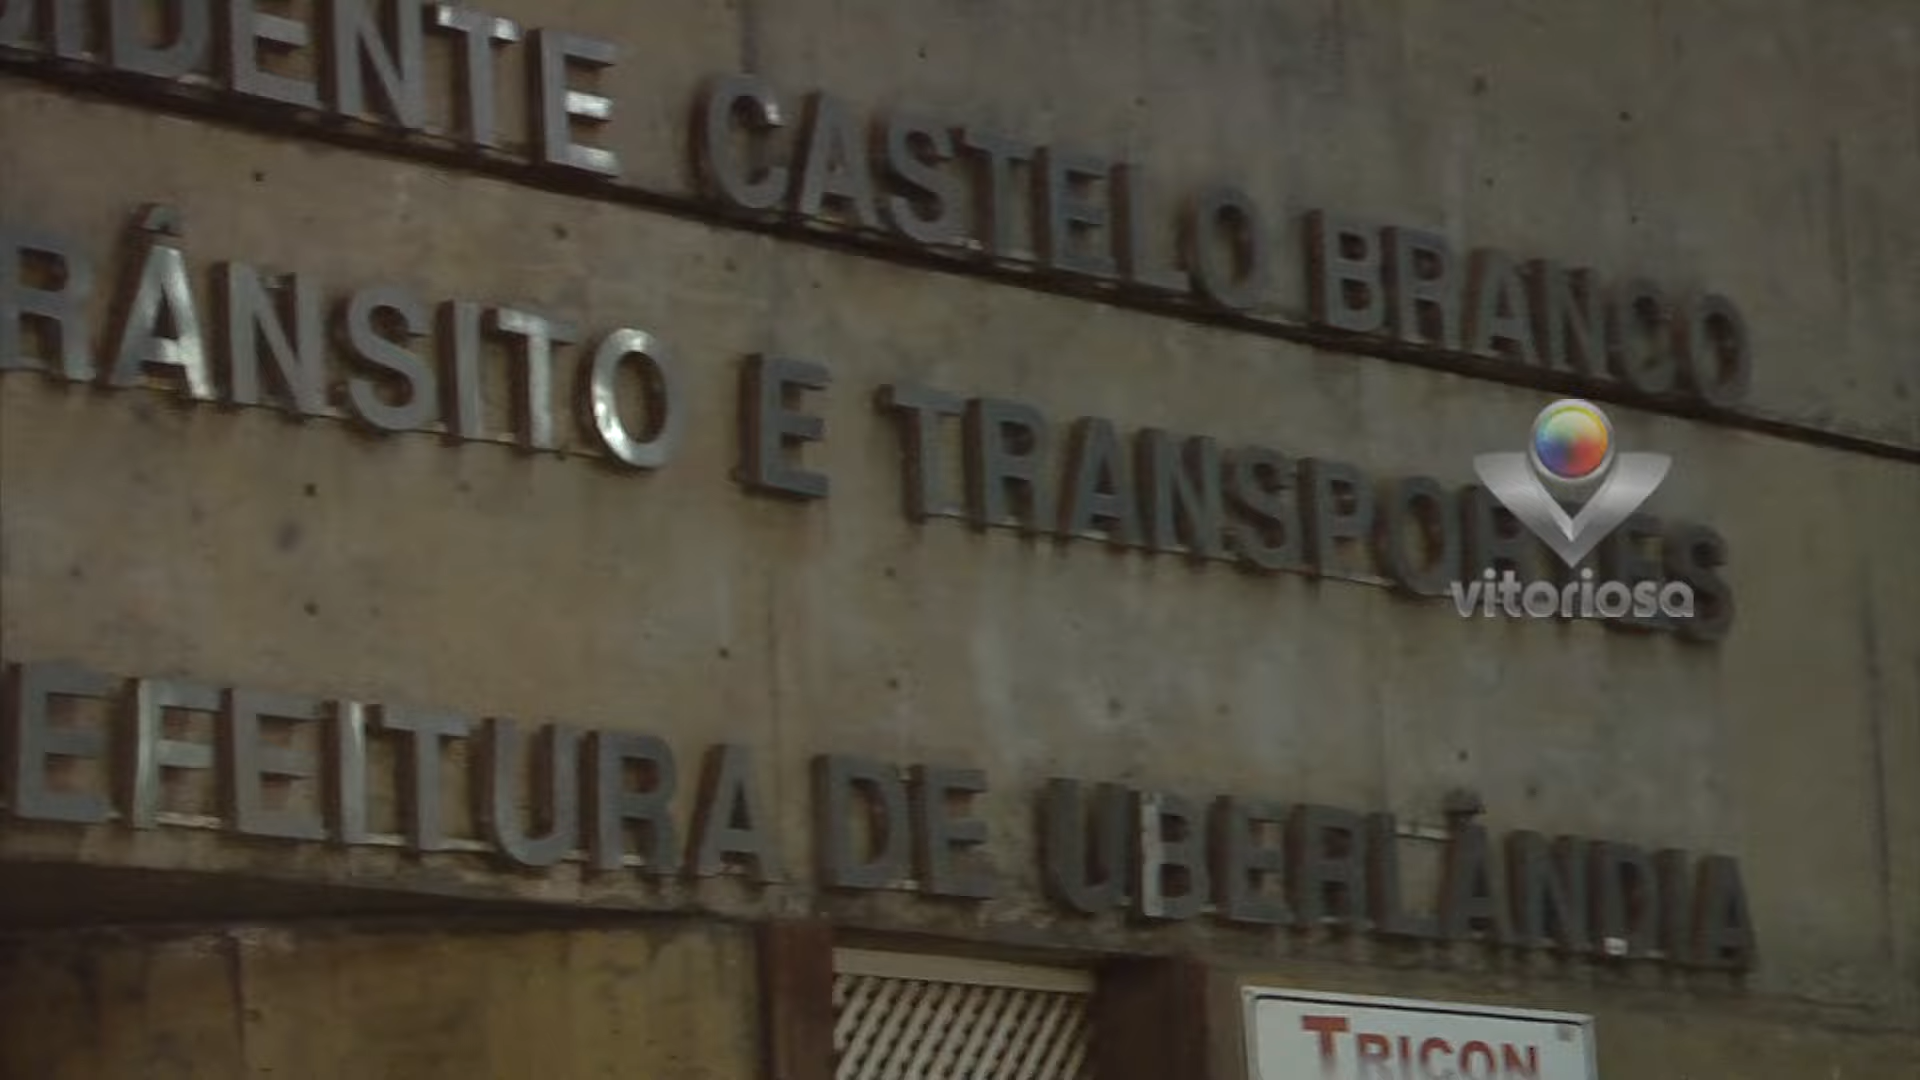 IDENTE CASTELO BRANCO
RÂNSITO E TRANSPORTES
vitoriosa
EFEITURA DE UBERLÂNDIA
TRICON